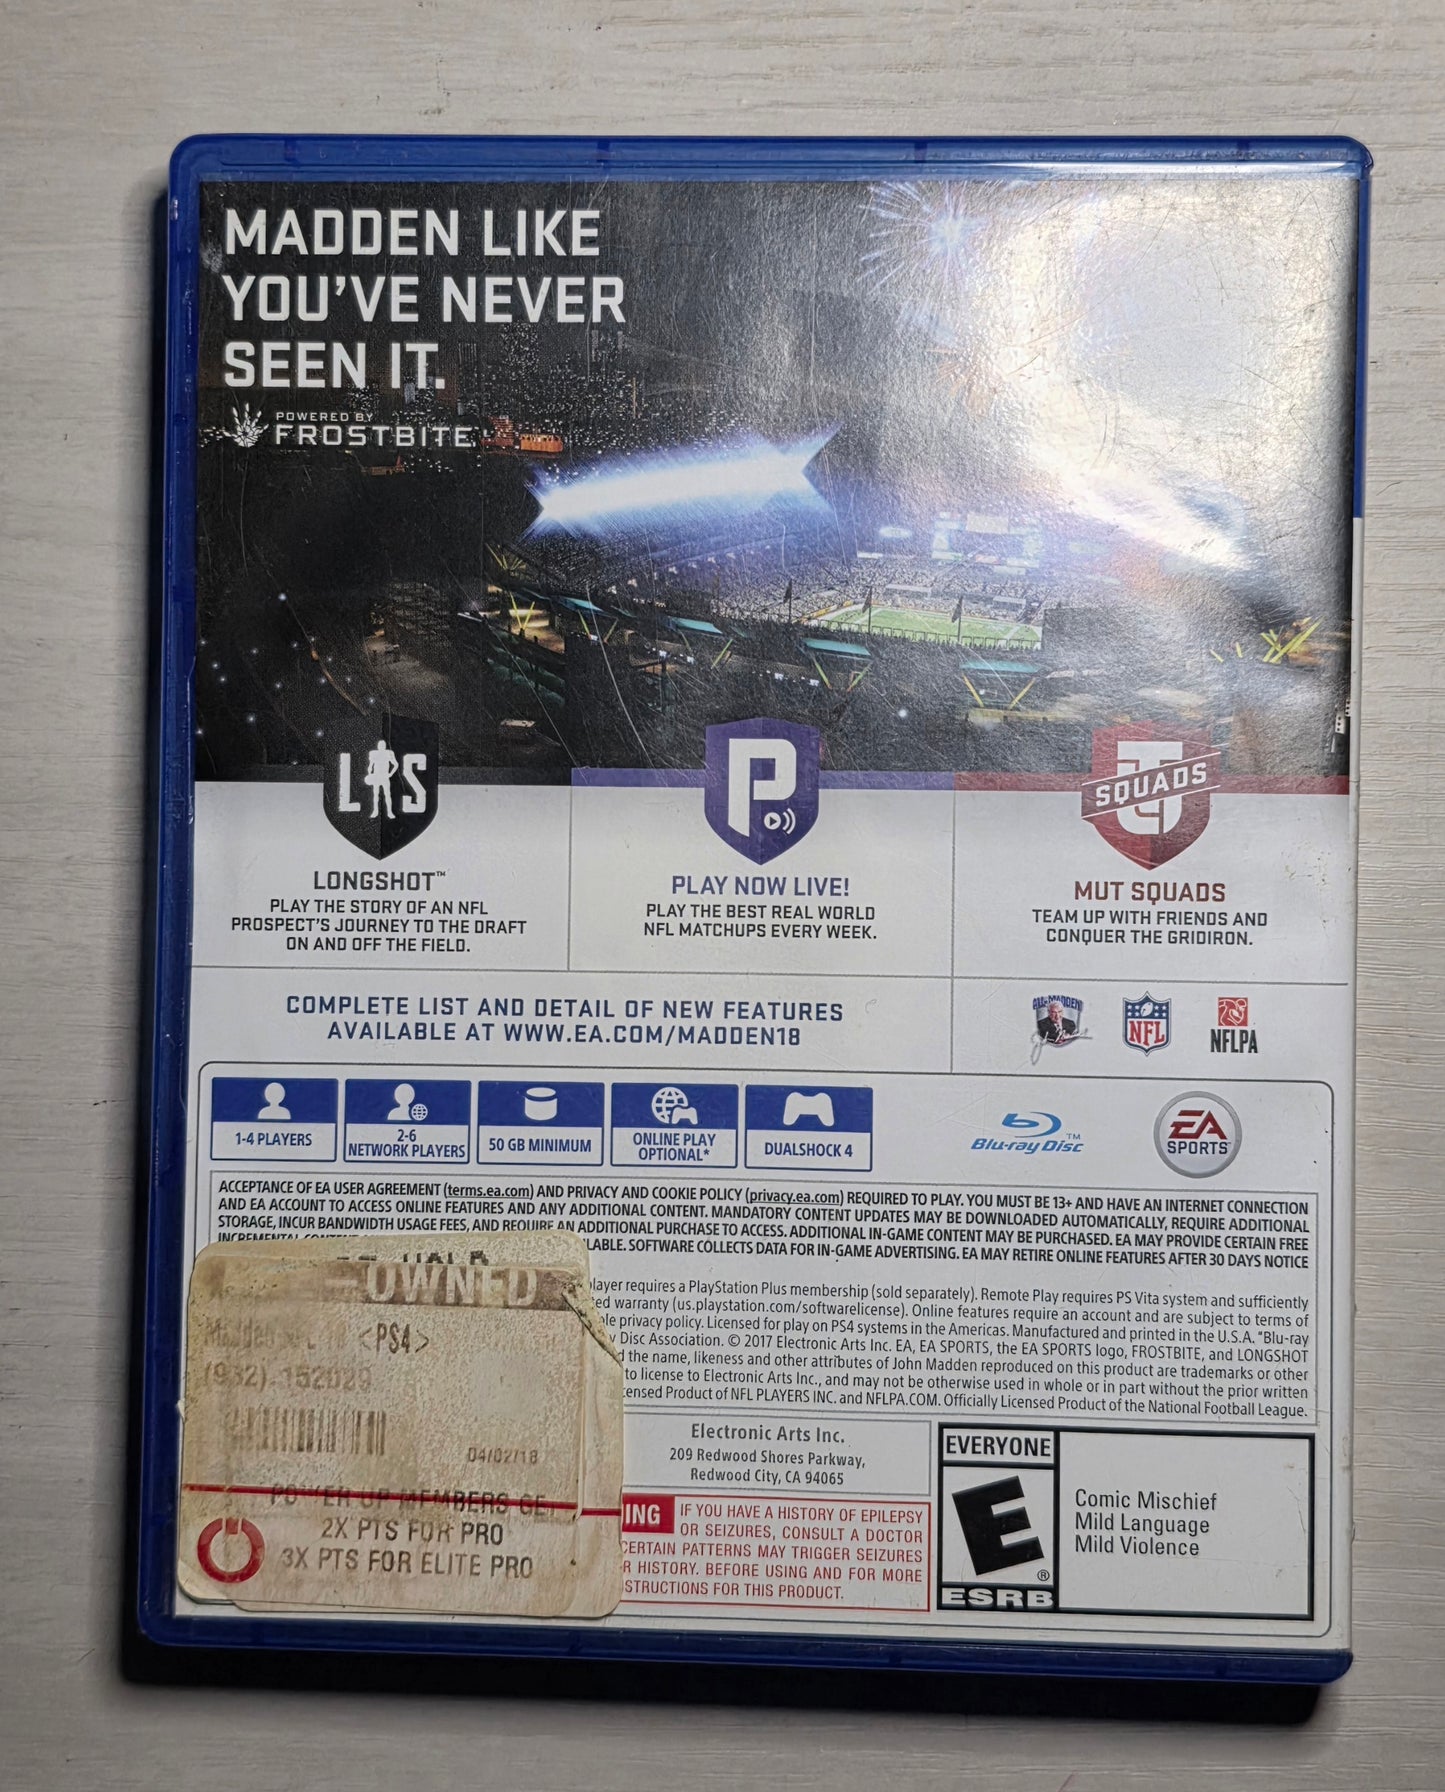 MADDEN LIKE
YOU'VE NEVER
SEEN IT.
POWERED BY
FROSTBITE
L S
LONGSHOT™
PLAY THE STORY OF AN NFL
PROSPECT'S JOURNEY TO THE DRAFT
ON AND OFF THE FIELD.
P
PLAY NOW LIVE!
PLAY THE BEST REAL WORLD
NFL MATCHUPS EVERY WEEK.
SQUADS
MUT SQUADS
TEAM UP WITH FRIENDS AND
CONQUER THE GRIDIRON.
COMPLETE LIST AND DETAIL OF NEW FEATURES
AVAILABLE AT WWW.EA.COM/MADDEN18
ALL-MADDEN
NFL
NFLPA
1-4 PLAYERS
2-6
NETWORK PLAYERS
50 GB MINIMUM
ONLINE PLAY
OPTIONAL*
DUALSHOCK 4
Blu-ray Disc™
EA
SPORTS
ACCEPTANCE OF EA USER AGREEMENT (terms.ea.com) AND PRIVACY AND COOKIE POLICY (privacy.ea.com) REQUIRED TO PLAY. YOU MUST BE 13+ AND HAVE AN INTERNET CONNECTION
AND EA ACCOUNT TO ACCESS ONLINE FEATURES AND ANY ADDITIONAL CONTENT. MANDATORY CONTENT UPDATES MAY BE DOWNLOADED AUTOMATICALLY, REQUIRE ADDITIONAL
STORAGE, INCUR BANDWIDTH USAGE FEES, AND REQUIRE AN ADDITIONAL PURCHASE TO ACCESS. ADDITIONAL IN-GAME CONTENT MAY BE PURCHASED. EA MAY PROVIDE CERTAIN FREE
INCREMENTAL LABLE. SOFTWARE COLLECTS DATA FOR IN-GAME ADVERTISING. EA MAY RETIRE ONLINE FEATURES AFTER 30 DAYS NOTICE
layer requires a PlayStation Plus membership (sold separately). Remote Play requires PS Vita system and sufficiently
ed warranty (us.playstation.com/softwarelicense). Online features require an account and are subject to terms of
le privacy policy. Licensed for play on PS4 systems in the Americas. Manufactured and printed in the U.S.A. "Blu-ray
Disc Association. © 2017 Electronic Arts Inc. EA, EA SPORTS, the EA SPORTS logo, FROSTBITE, and LONGSHOT
d the name, likeness and other attributes of John Madden reproduced on this product are trademarks or other
to license to Electronic Arts Inc., and may not be otherwise used in whole or in part without the prior written
ensed Product of NFL PLAYERS INC. and NFLPA.COM. Officially Licensed Product of the National Football League.
OWNED
Madden <PS4>
(932) 152029
04/02/18
POWER UP MEMBERS GE
2X PTS FOR PRO
3X PTS FOR ELITE PRO
Electronic Arts Inc.
209 Redwood Shores Parkway,
Redwood City, CA 94065
ING IF YOU HAVE A HISTORY OF EPILEPSY
OR SEIZURES, CONSULT A DOCTOR
CERTAIN PATTERNS MAY TRIGGER SEIZURES
R HISTORY. BEFORE USING AND FOR MORE
STRUCTIONS FOR THIS PRODUCT.
EVERYONE
E
®
ESRB
Comic Mischief
Mild Language
Mild Violence